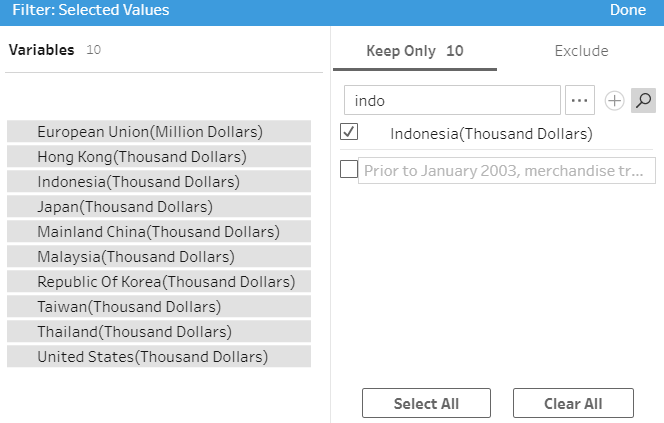 Filter: Selected Values
Done
Variables 10
Keep Only 10
Exclude
indo
Indonesia(Thousand Dollars)
Prior to January 2003, merchandise tr...
European Union(Million Dollars)
Hong Kong(Thousand Dollars)
Indonesia(Thousand Dollars)
Japan(Thousand Dollars)
Mainland China(Thousand Dollars)
Malaysia(Thousand Dollars)
Republic Of Korea(Thousand Dollars)
Taiwan(Thousand Dollars)
Thailand(Thousand Dollars)
United States(Thousand Dollars)
Select All
Clear All